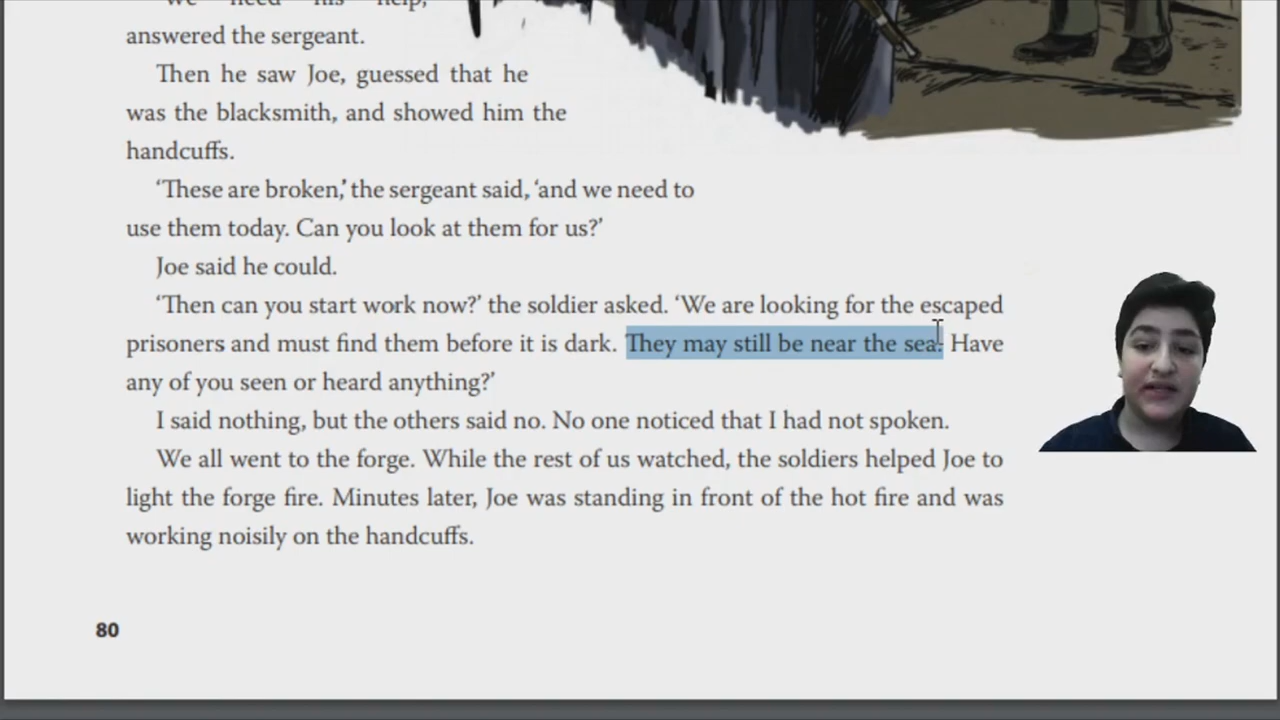 We need his help,'
answered the sergeant.
Then he saw Joe, guessed that he
was the blacksmith, and showed him the
handcuffs.
'These are broken,' the sergeant said, 'and we need to
use them today. Can you look at them for us?'
Joe said he could.
'Then can you start work now?' the soldier asked. 'We are looking for the escaped
prisoners and must find them before it is dark. They may still be near the sea. Have
any of you seen or heard anything?'
I said nothing, but the others said no. No one noticed that I had not spoken.
We all went to the forge. While the rest of us watched, the soldiers helped Joe to
light the forge fire. Minutes later, Joe was standing in front of the hot fire and was
working noisily on the handcuffs.
80